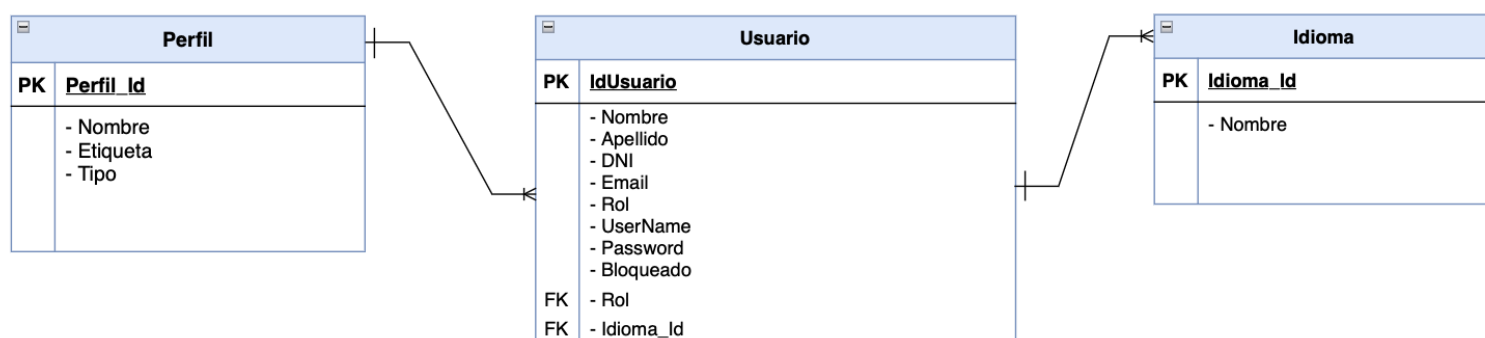 Perfil
PK Perfil_Id
- Nombre
- Etiqueta
- Tipo
Usuario
PK IdUsuario
- Nombre
- Apellido
- DNI
- Email
- Rol
- UserName
- Password
- Bloqueado
FK - Rol
FK - Idioma_Id
Idioma
PK Idioma_Id
- Nombre